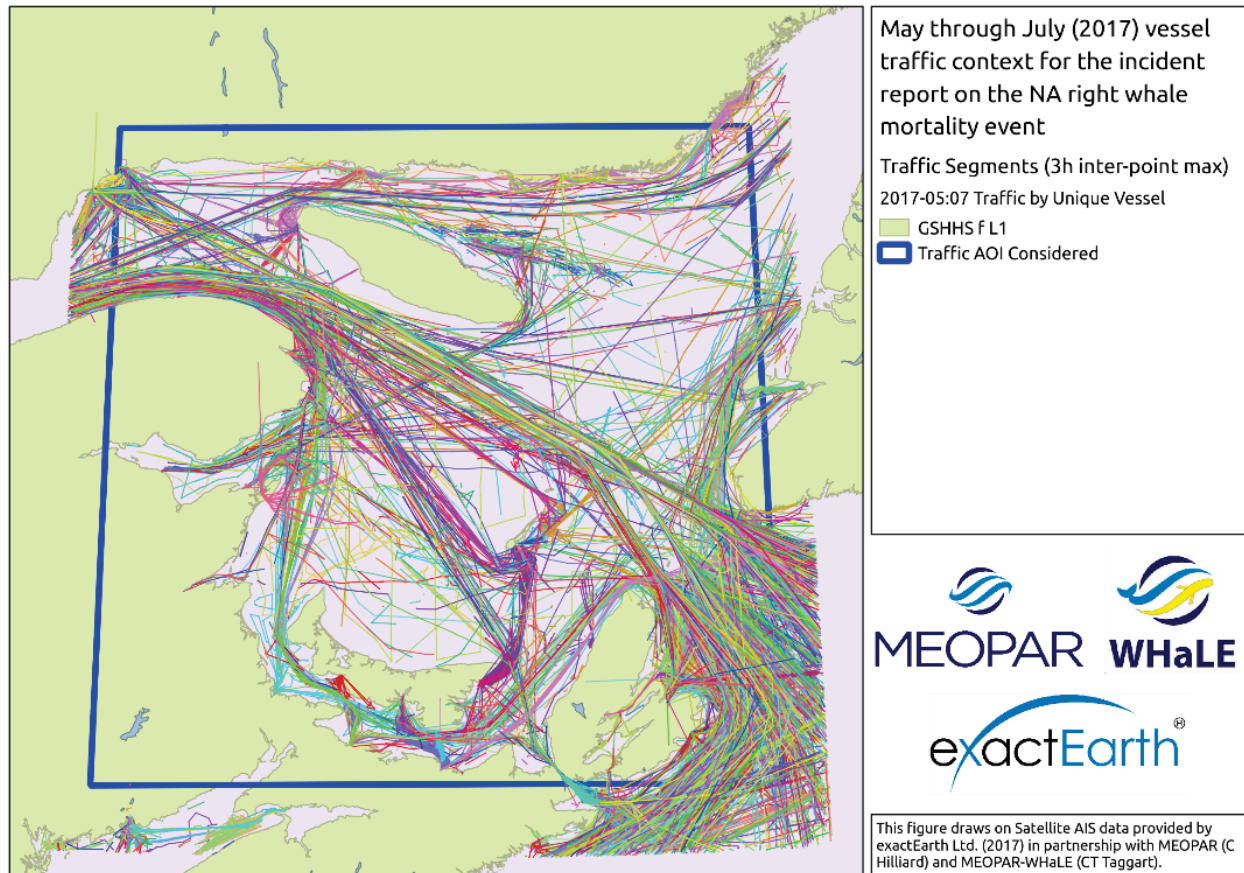 May through July (2017) vessel
traffic context for the incident
report on the NA right whale
mortality event
Traffic Segments (3h inter-point max)
2017-05:07 Traffic by Unique Vessel
GSHHS f L1
Traffic AOI Considered
MEOPAR
WHaLE
exactEarth®
This figure draws on Satellite AIS data provided by
exactEarth Ltd. (2017) in partnership with MEOPAR (C
Hilliard) and MEOPAR-WHaLE (CT Taggart).